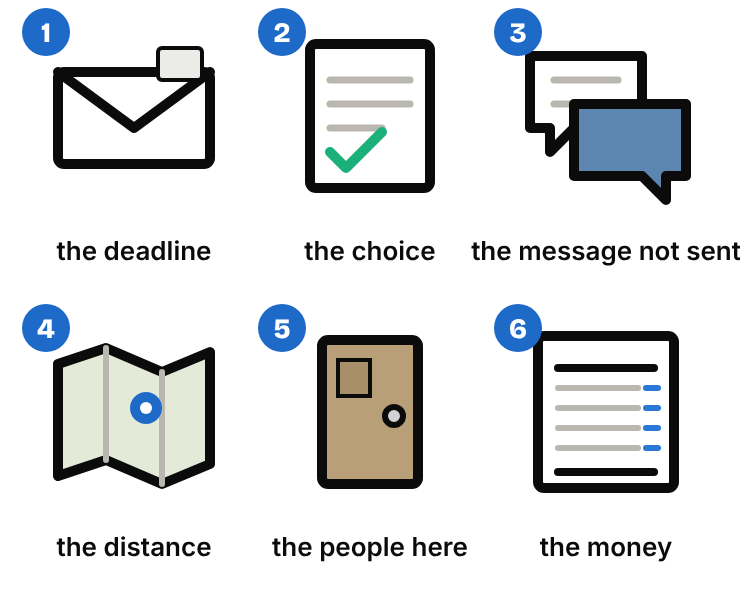 1
the deadline
2
the choice
3
the message not sent
4
the distance
5
the people here
6
the money